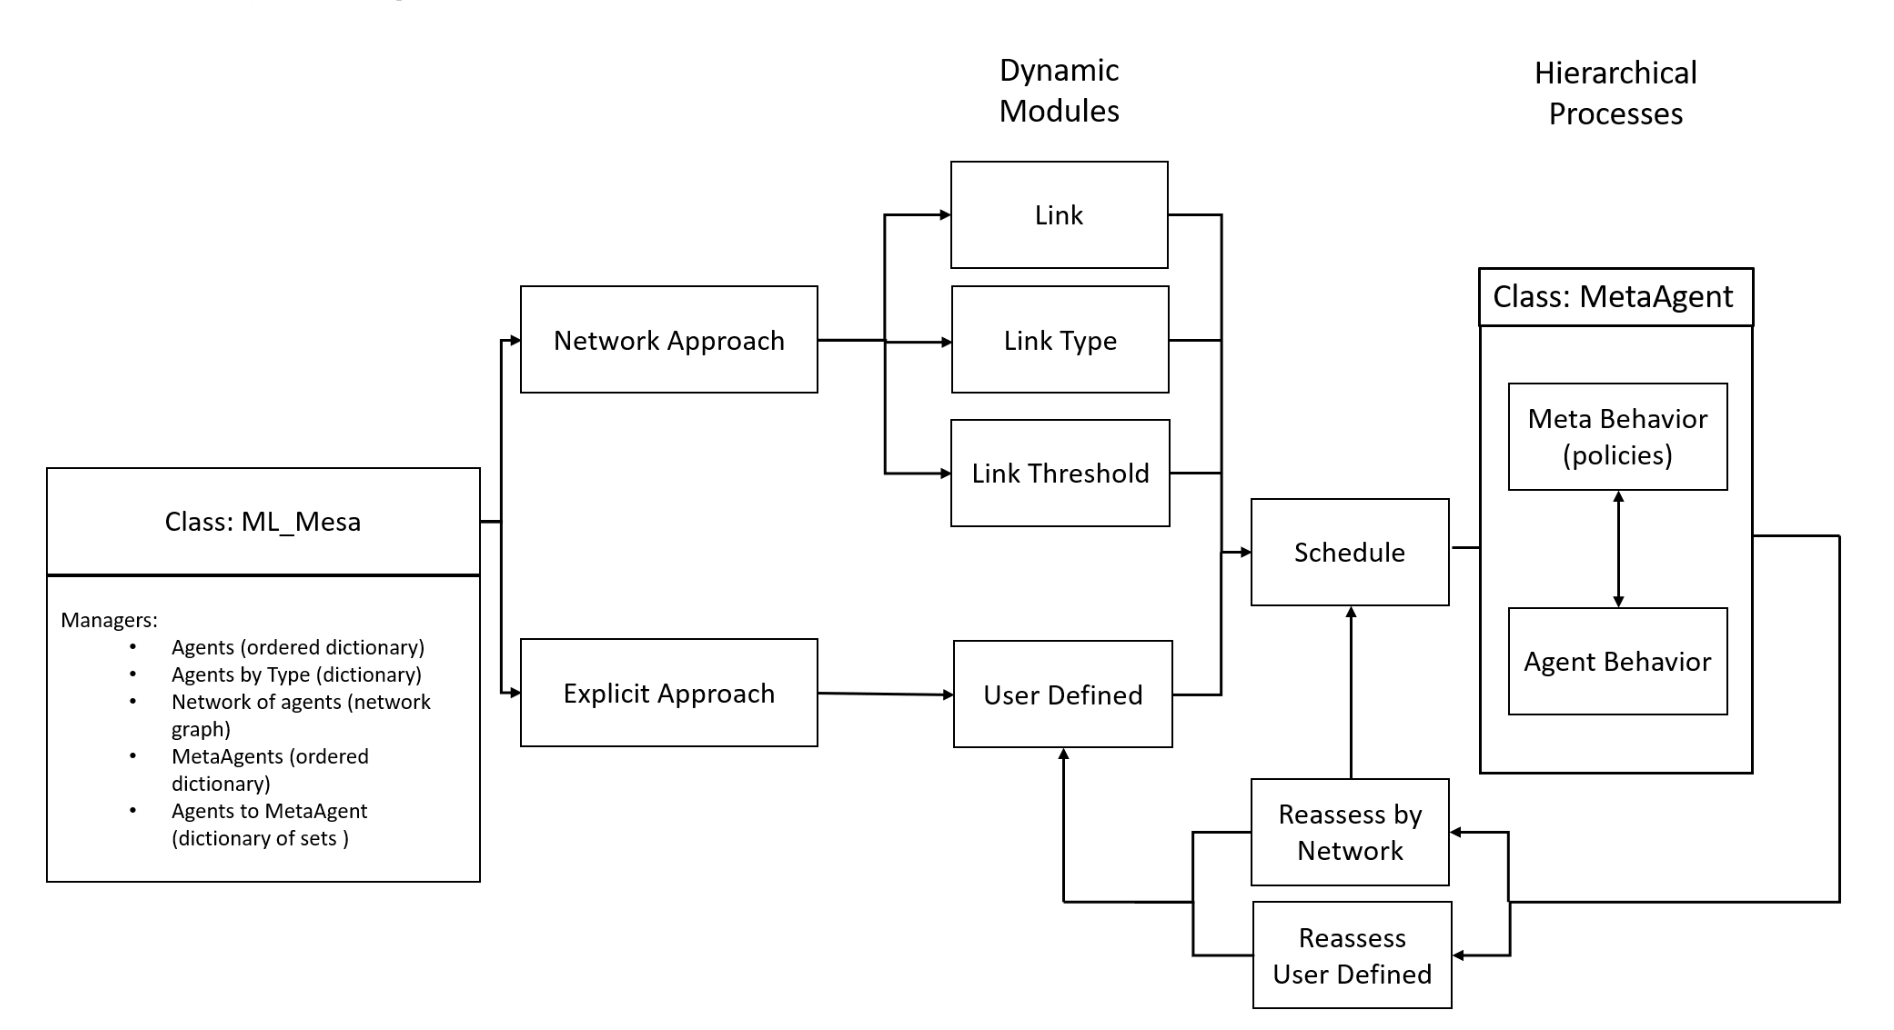 Dynamic
Modules
Hierarchical
Processes
Link
Class: MetaAgent
Network Approach
Link Type
Meta Behavior
(policies)
Link Threshold
Class: ML_Mesa
Schedule
Managers:
• Agents (ordered dictionary)
• Agents by Type (dictionary)
• Network of agents (network
graph)
• MetaAgents (ordered
dictionary)
• Agents to MetaAgent
(dictionary of sets )
Explicit Approach
User Defined
Agent Behavior
Reassess by
Network
Reassess
User Defined